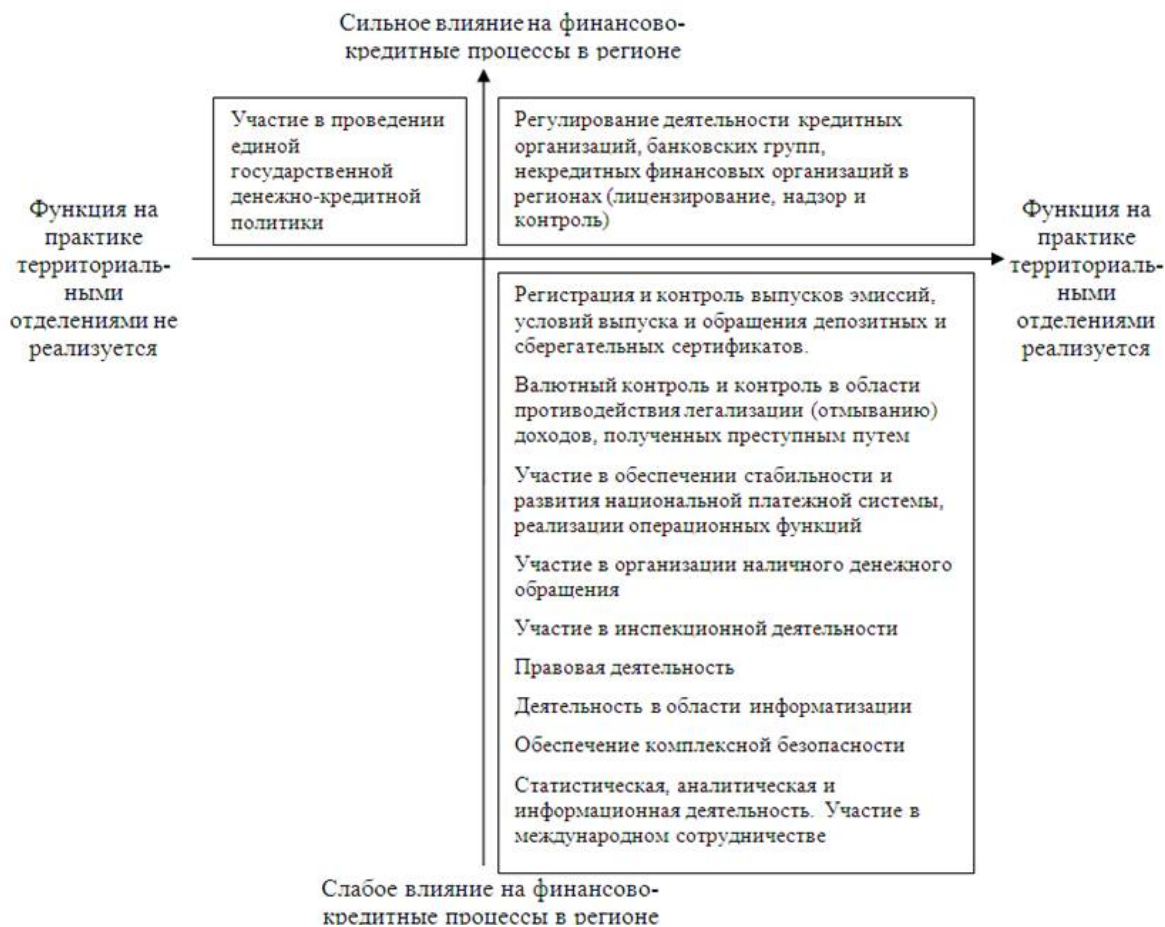 Сильное влияние на финансово-
кредитные процессы в регионе
Участие в проведении
единой
государственной
денежно-кредитной
политики
Регулирование деятельности кредитных
организаций, банковских групп,
некредитных финансовых организаций в
регионах (лицензирование, надзор и
контроль)
Функция на
практике
территориаль-
ными
отделениями не
реализуется
Функция на
практике
территориаль-
ными
отделениями
реализуется
Регистрация и контроль выпусков эмиссий,
условий выпуска и обращения депозитных и
сберегательных сертификатов.
Валютный контроль и контроль в области
противодействия легализации (отмыванию)
доходов, полученных преступным путем
Участие в обеспечении стабильности и
развития национальной платежной системы,
реализации операционных функций
Участие в организации наличного денежного
обращения
Участие в инспекционной деятельности
Правовая деятельность
Деятельность в области информатизации
Обеспечение комплексной безопасности
Статистическая, аналитическая и
информационная деятельность. Участие в
международном сотрудничестве
Слабое влияние на финансово-
кредитные процессы в регионе